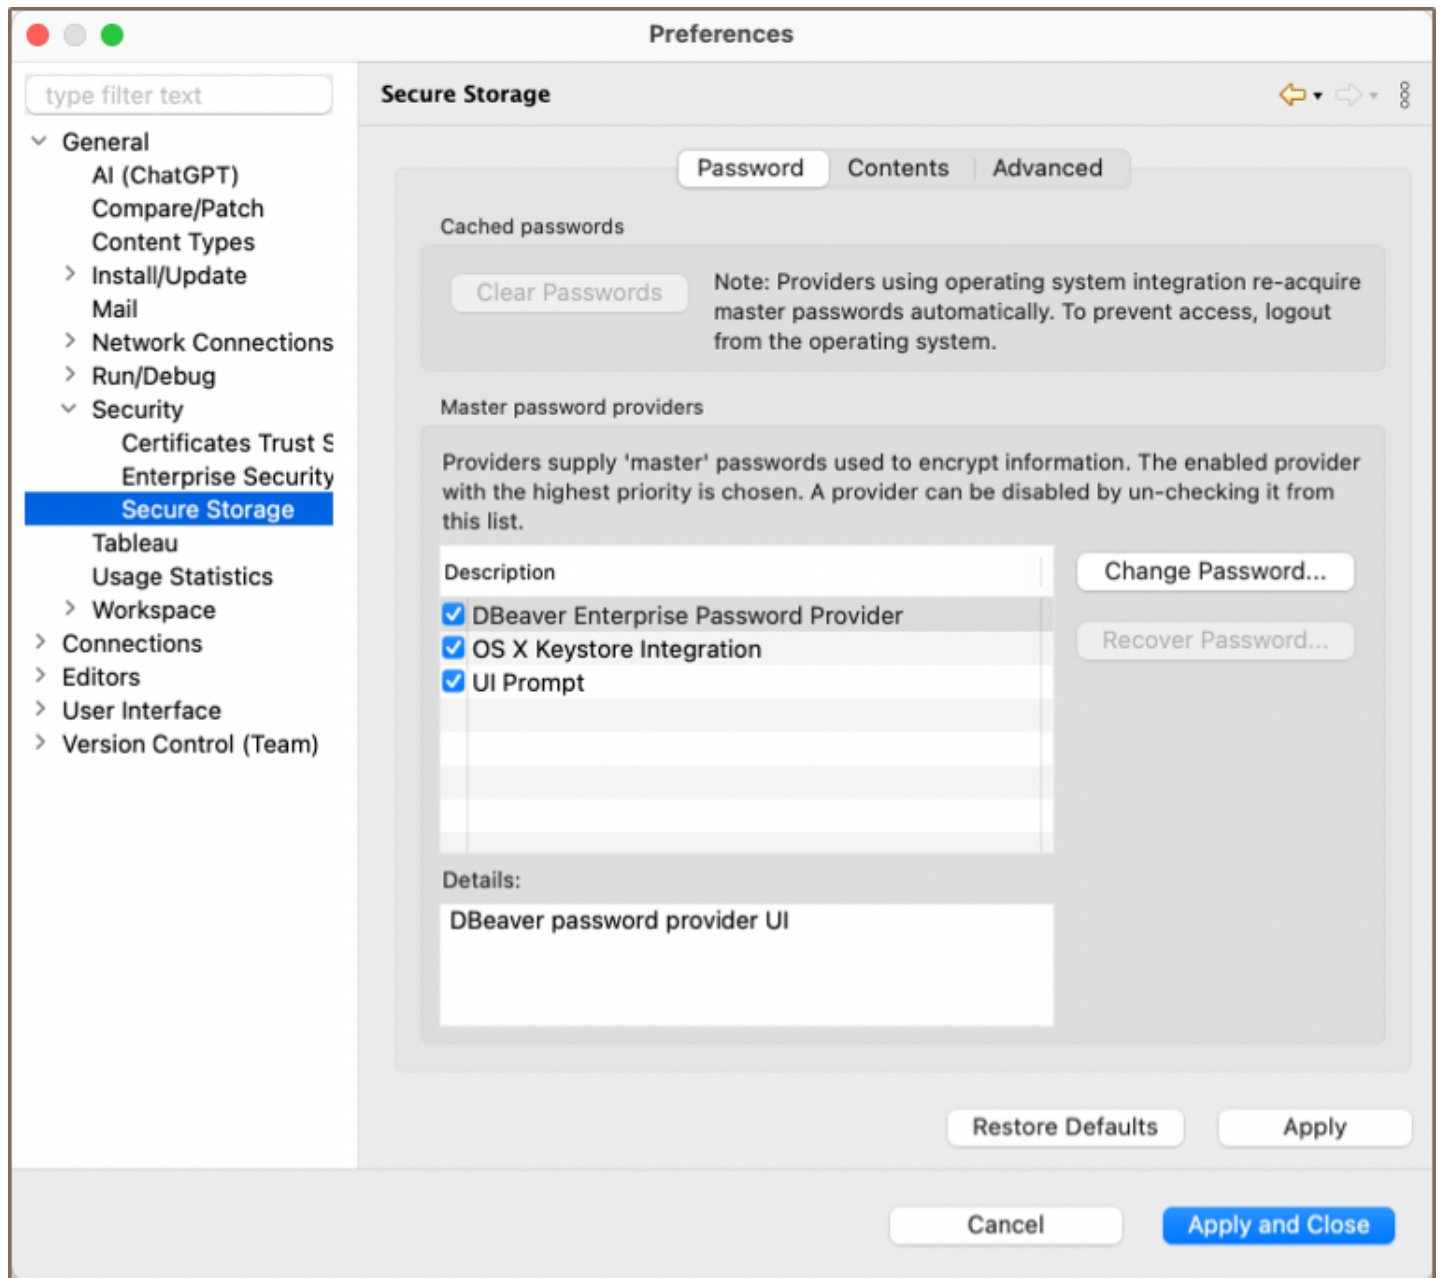 Preferences
type filter text
General
AI (ChatGPT)
Compare/Patch
Content Types
Install/Update
Mail
Network Connections
Run/Debug
Security
Certificates Trust S
Enterprise Security
Secure Storage
Tableau
Usage Statistics
Workspace
Connections
Editors
User Interface
Version Control (Team)
Secure Storage
Password
Contents
Advanced
Cached passwords
Clear Passwords
Note: Providers using operating system integration re-acquire
master passwords automatically. To prevent access, logout
from the operating system.
Master password providers
Providers supply 'master' passwords used to encrypt information. The enabled provider
with the highest priority is chosen. A provider can be disabled by un-checking it from
this list.
Description
DBeaver Enterprise Password Provider
OS X Keystore Integration
UI Prompt
Change Password...
Recover Password...
Details:
DBeaver password provider UI
Restore Defaults
Apply
Cancel
Apply and Close